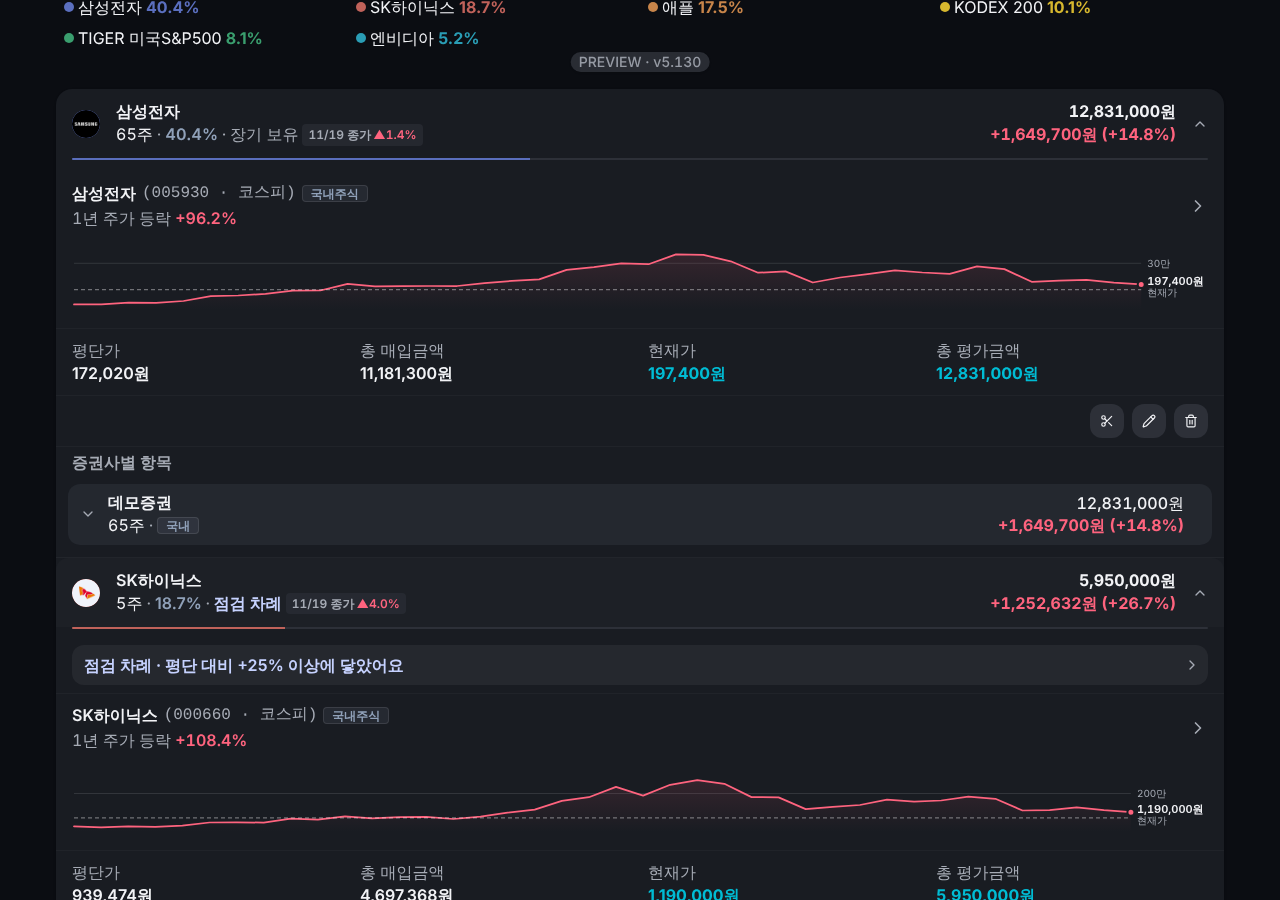 삼성전자 40.4% SK하이닉스 18.7% 애플 17.5% KODEX 200 10.1%
TIGER 미국S&P500 8.1% 엔비디아 5.2%
PREVIEW · v5.130
SAMSUNG
삼성전자 12,831,000원
65주 · 40.4% · 장기 보유 11/19 종가 ▲1.4% +1,649,700원 (+14.8%)
삼성전자 (005930 · 코스피) 국내주식
1년 주가 등락 +96.2%
30만
197,400원
현재가
평단가 총 매입금액 현재가 총 평가금액
172,020원 11,181,300원 197,400원 12,831,000원
증권사별 항목
데모증권 12,831,000원
65주 · 국내 +1,649,700원 (+14.8%)
SK하이닉스 5,950,000원
5주 · 18.7% · 점검 차례 11/19 종가 ▲4.0% +1,252,632원 (+26.7%)
점검 차례 · 평단 대비 +25% 이상에 닿았어요
SK하이닉스 (000660 · 코스피) 국내주식
1년 주가 등락 +108.4%
200만
1,190,000원
현재가
평단가 총 매입금액 현재가 총 평가금액
939,474원 4,697,368원 1,190,000원 5,950,000원